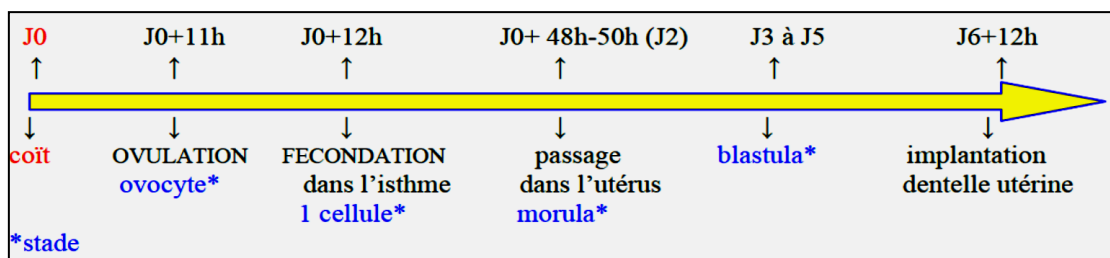 J0 J0+11h J0+12h J0+ 48h-50h (J2) J3 à J5 J6+12h
↑ ↑ ↑ ↑ ↑ ↑
↓ ↓ ↓ ↓ ↓ ↓
coït OVULATION FECONDATION passage blastula* implantation
ovocyte* dans l’isthme dans l’utérus dentelle utérine
1 cellule* morula*
*stade